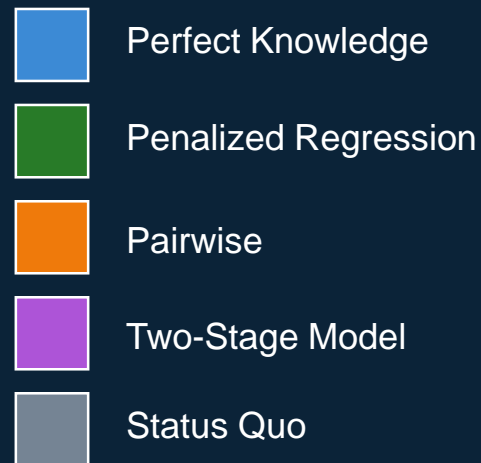 Perfect Knowledge
Penalized Regression
Pairwise
Two-Stage Model
Status Quo